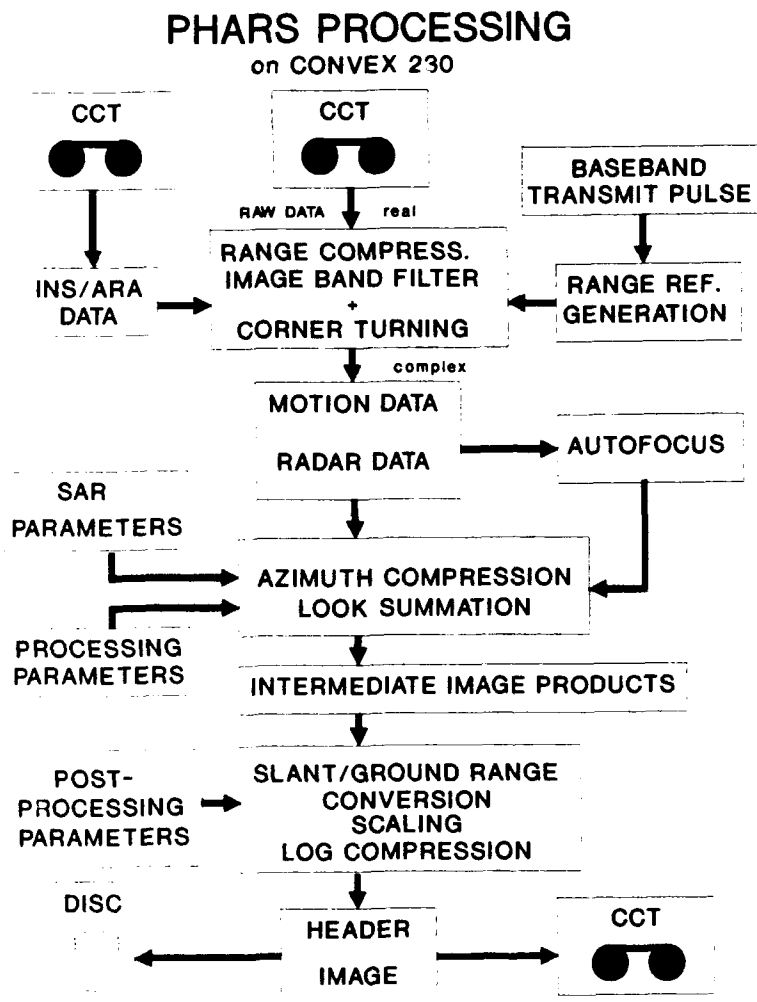 PHARS PROCESSING
on CONVEX 230
CCT
CCT
BASEBAND
TRANSMIT PULSE
RAW DATA real
RANGE COMPRESS.
IMAGE BAND FILTER
+
CORNER TURNING
INS/ARA
DATA
RANGE REF.
GENERATION
complex
MOTION DATA
RADAR DATA
AUTOFOCUS
SAR
PARAMETERS
AZIMUTH COMPRESSION
LOOK SUMMATION
PROCESSING
PARAMETERS
INTERMEDIATE IMAGE PRODUCTS
POST-
PROCESSING
PARAMETERS
SLANT/GROUND RANGE
CONVERSION
SCALING
LOG COMPRESSION
DISC
HEADER
IMAGE
CCT